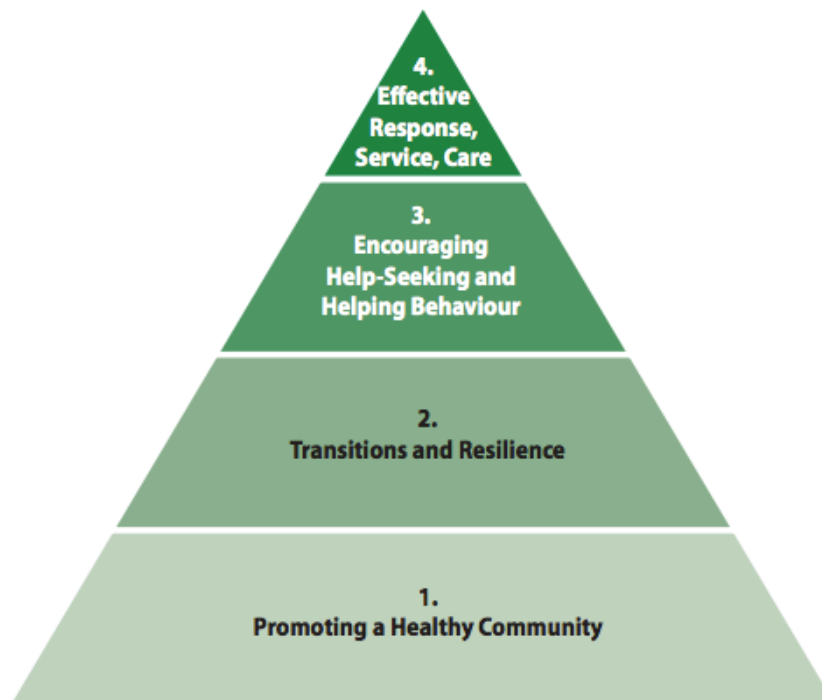 4.
Effective
Response,
Service, Care
3.
Encouraging
Help-Seeking and
Helping Behaviour
2.
Transitions and Resilience
1.
Promoting a Healthy Community